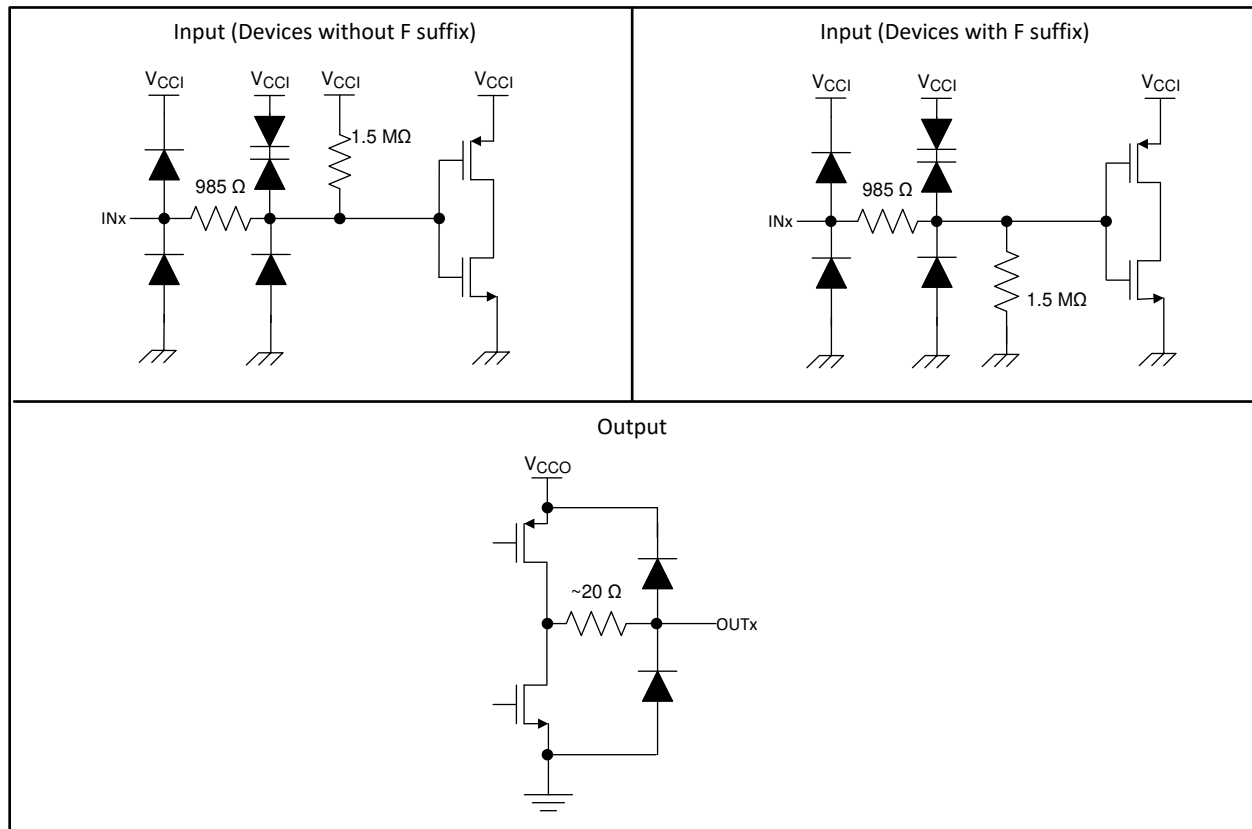 Input (Devices without F suffix)
VCCI VCCI VCCI VCCI
1.5 MΩ
985 Ω
INx
Input (Devices with F suffix)
VCCI VCCI VCCI
985 Ω
INx
1.5 MΩ
Output
VCCO
~20 Ω
OUTx